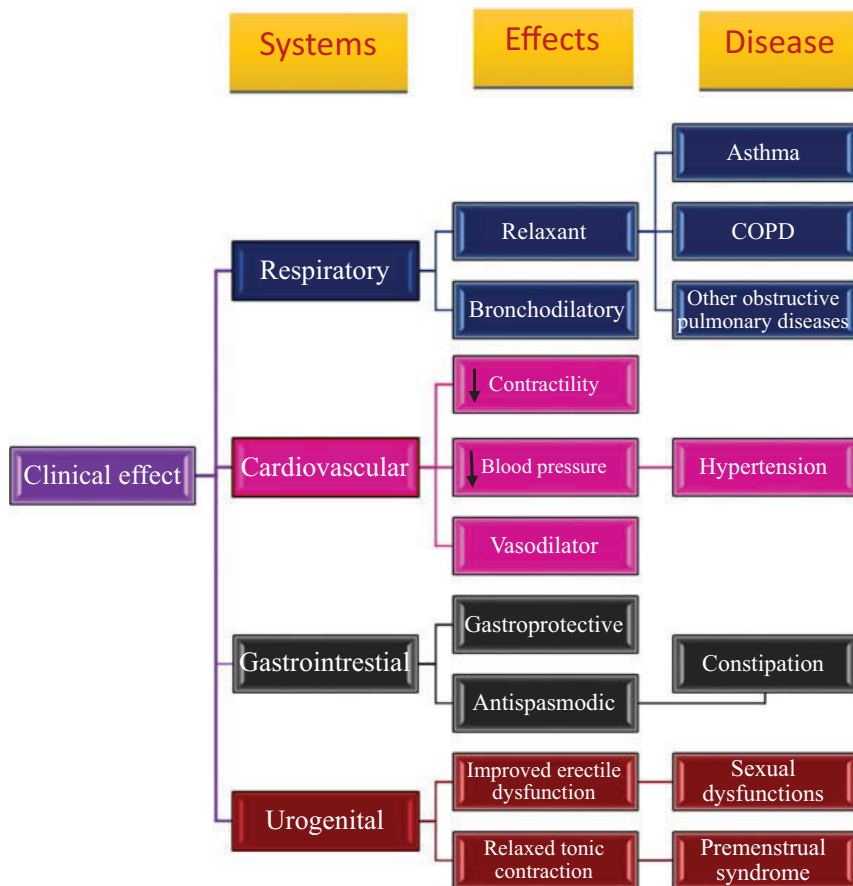 Systems
Effects
Disease
Clinical effect
Respiratory
Relaxant
Bronchodilatory
Asthma
COPD
Other obstructive
pulmonary diseases
Cardiovascular
↓ Contractility
↓ Blood pressure
Vasodilator
Hypertension
Gastrointrestial
Gastroprotective
Antispasmodic
Constipation
Urogenital
Improved erectile
dysfunction
Sexual
dysfunctions
Relaxed tonic
contraction
Premenstrual
syndrome